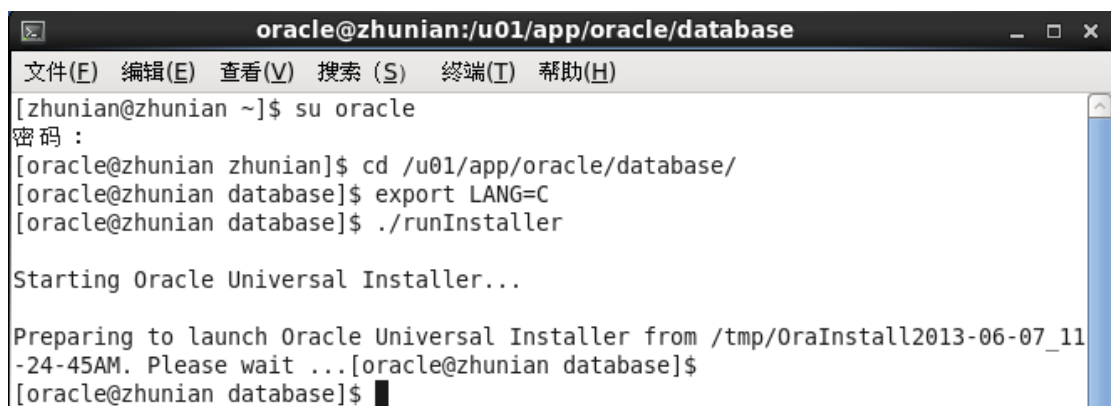 oracle@zhunian:/u01/app/oracle/database
文件(F) 编辑(E) 查看(V) 搜索 (S) 终端(T) 帮助(H)
[zhunian@zhunian ~]$ su oracle
密码：
[oracle@zhunian zhunian]$ cd /u01/app/oracle/database/
[oracle@zhunian database]$ export LANG=C
[oracle@zhunian database]$ ./runInstaller
Starting Oracle Universal Installer...
Preparing to launch Oracle Universal Installer from /tmp/OraInstall2013-06-07_11
-24-45AM. Please wait ...[oracle@zhunian database]$
[oracle@zhunian database]$